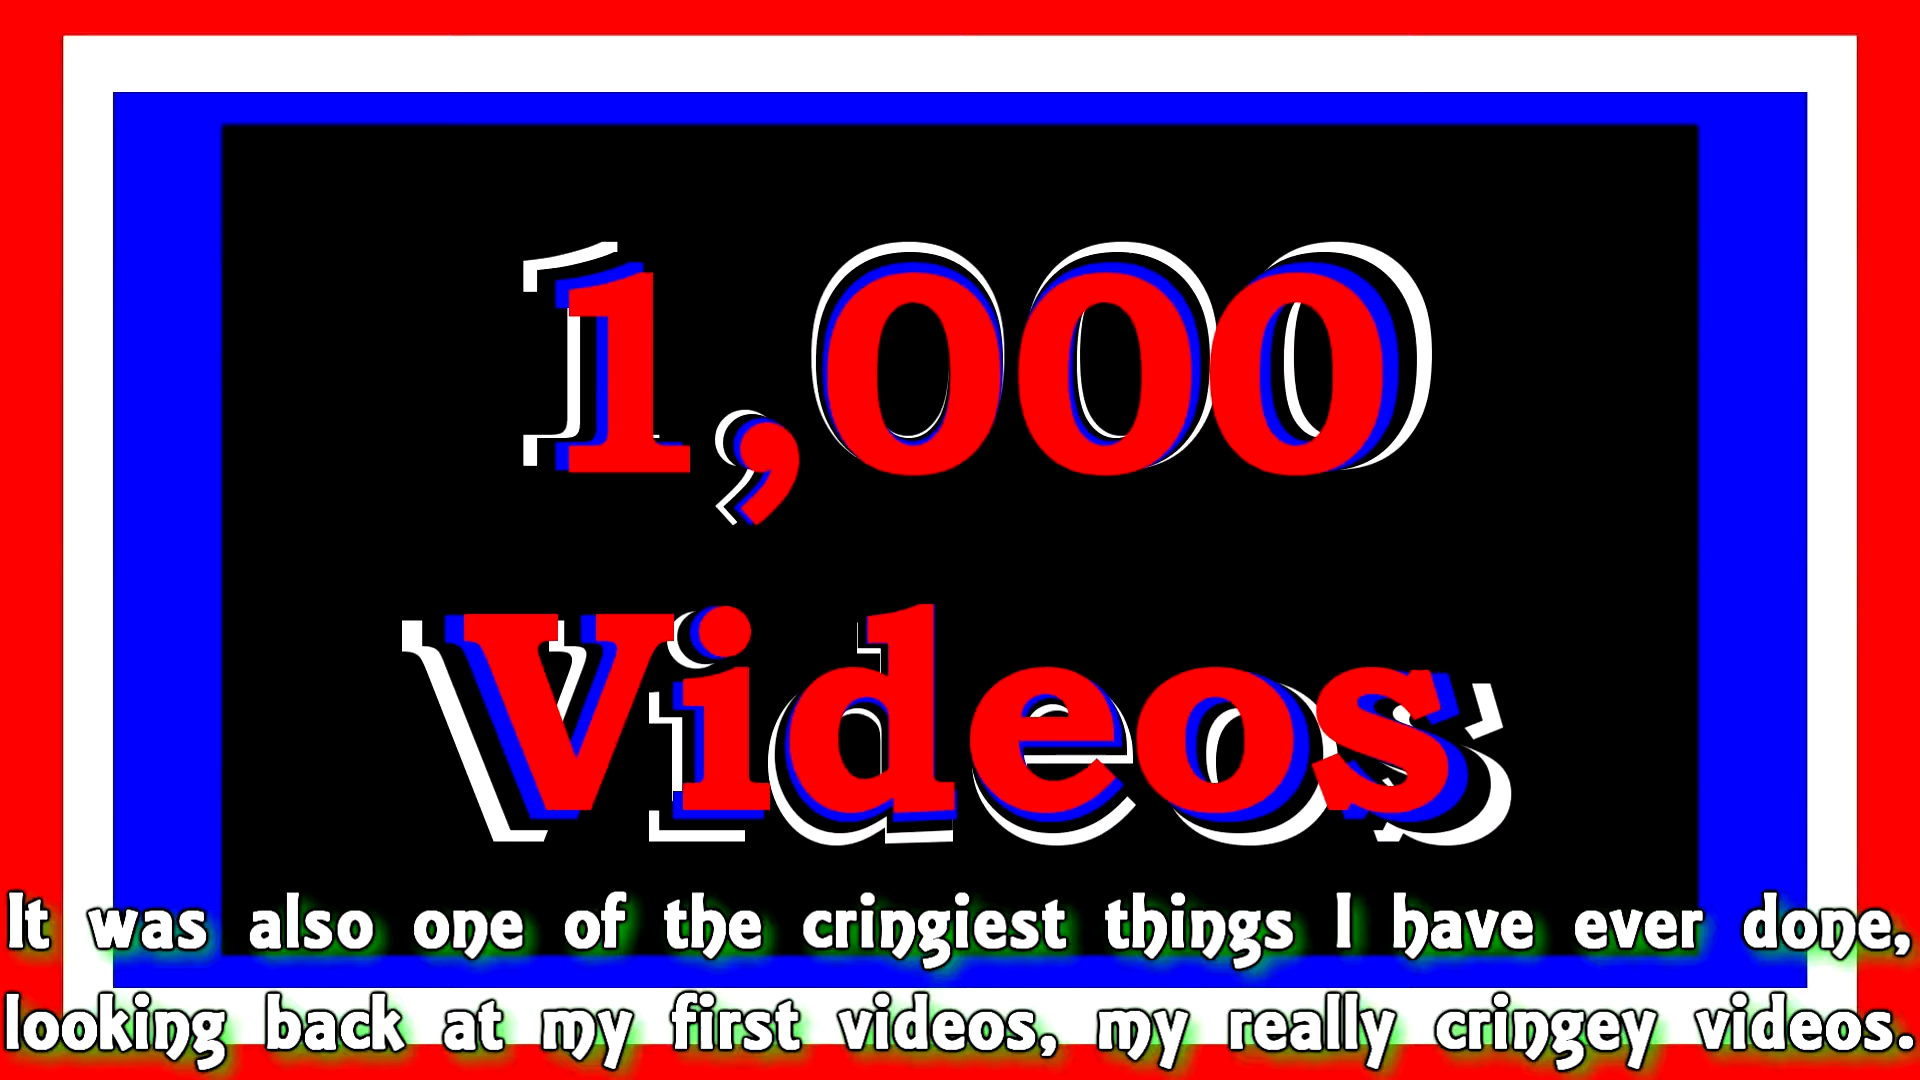 1,000
Videos
It was also one of the cringiest things I have ever done,
looking back at my first videos, my really cringey videos.